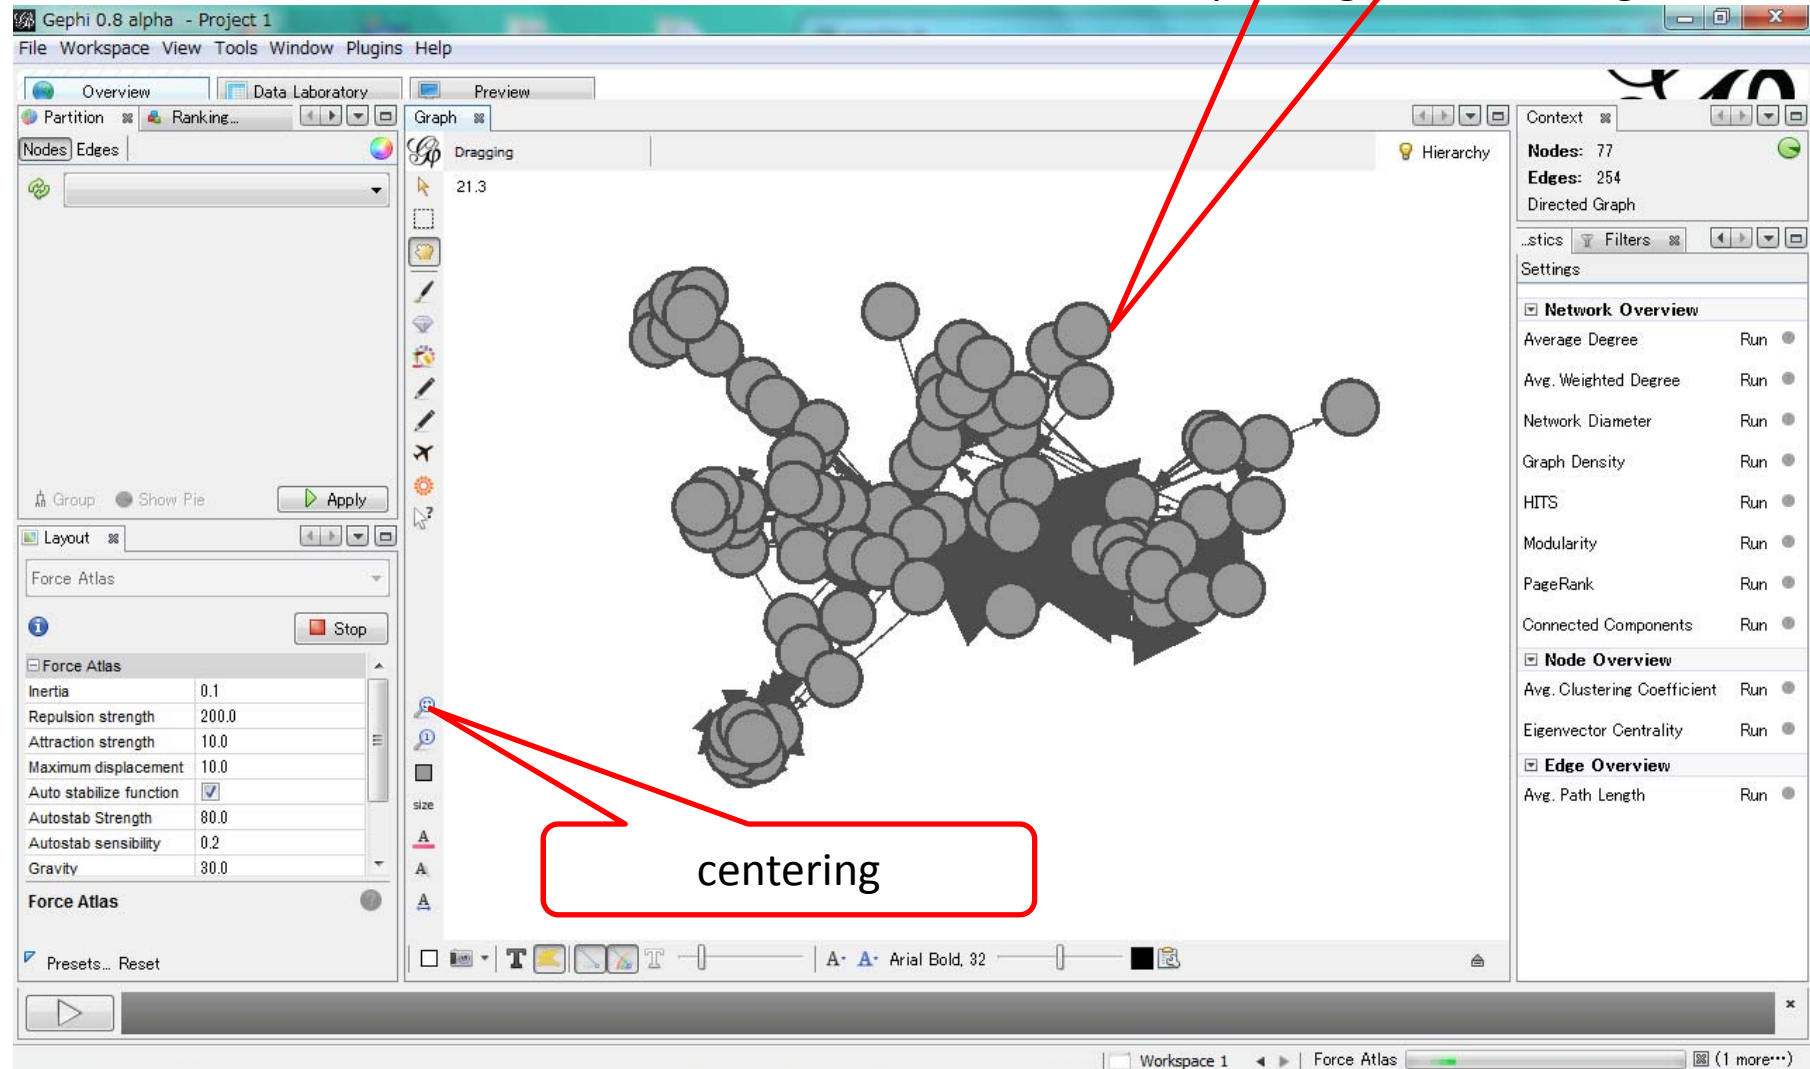 Gephi 0.8 alpha - Project 1
File Workspace View Tools Window Plugins Help
Overview Data Laboratory Preview
Partition Ranking...
Nodes Edges
Group Show Pie Apply
Layout
Force Atlas
Stop
Force Atlas
Inertia 0.1
Repulsion strength 200.0
Attraction strength 10.0
Maximum displacement 10.0
Auto stabilize function
Autostab Strength 80.0
Autostab sensibility 0.2
Gravity 30.0
Force Atlas
Presets... Reset
Graph
Dragging
Hierarchy
21.3
size
A
A
A
centering
T T A- A- Arial Bold, 32
Context
Nodes: 77
Edges: 254
Directed Graph
...stics Filters
Settings
Network Overview
Average Degree Run
Avg. Weighted Degree Run
Network Diameter Run
Graph Density Run
HITS Run
Modularity Run
PageRank Run
Connected Components Run
Node Overview
Avg. Clustering Coefficient Run
Eigenvector Centrality Run
Edge Overview
Avg. Path Length Run
Workspace 1 Force Atlas (1 more...)